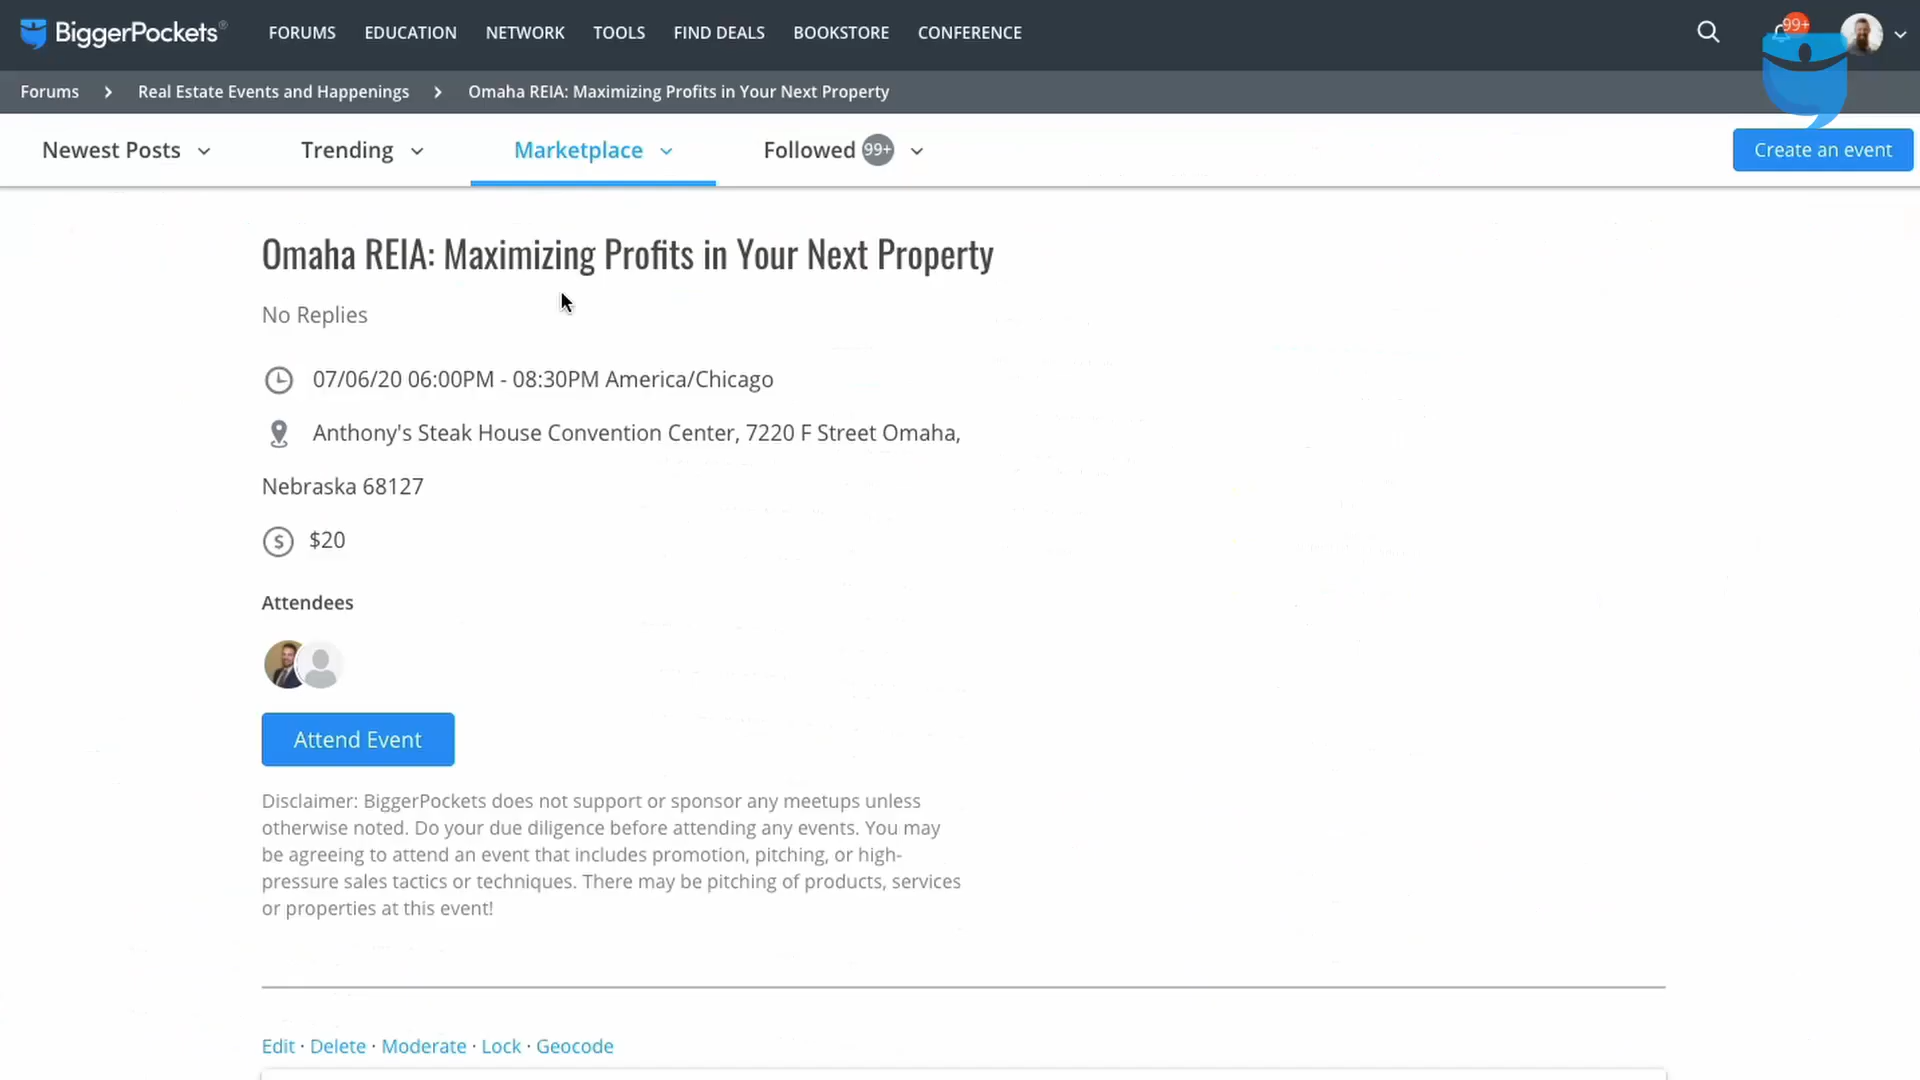 BiggerPockets®
FORUMS EDUCATION NETWORK TOOLS FIND DEALS BOOKSTORE CONFERENCE
99+
Forums > Real Estate Events and Happenings > Omaha REIA: Maximizing Profits in Your Next Property
Newest Posts Trending Marketplace Followed 99+ Create an event
Omaha REIA: Maximizing Profits in Your Next Property
No Replies
07/06/20 06:00PM - 08:30PM America/Chicago
Anthony's Steak House Convention Center, 7220 F Street Omaha,
Nebraska 68127
$ $20
Attendees
Attend Event
Disclaimer: BiggerPockets does not support or sponsor any meetups unless
otherwise noted. Do your due diligence before attending any events. You may
be agreeing to attend an event that includes promotion, pitching, or high-
pressure sales tactics or techniques. There may be pitching of products, services
or properties at this event!
Edit · Delete · Moderate · Lock · Geocode